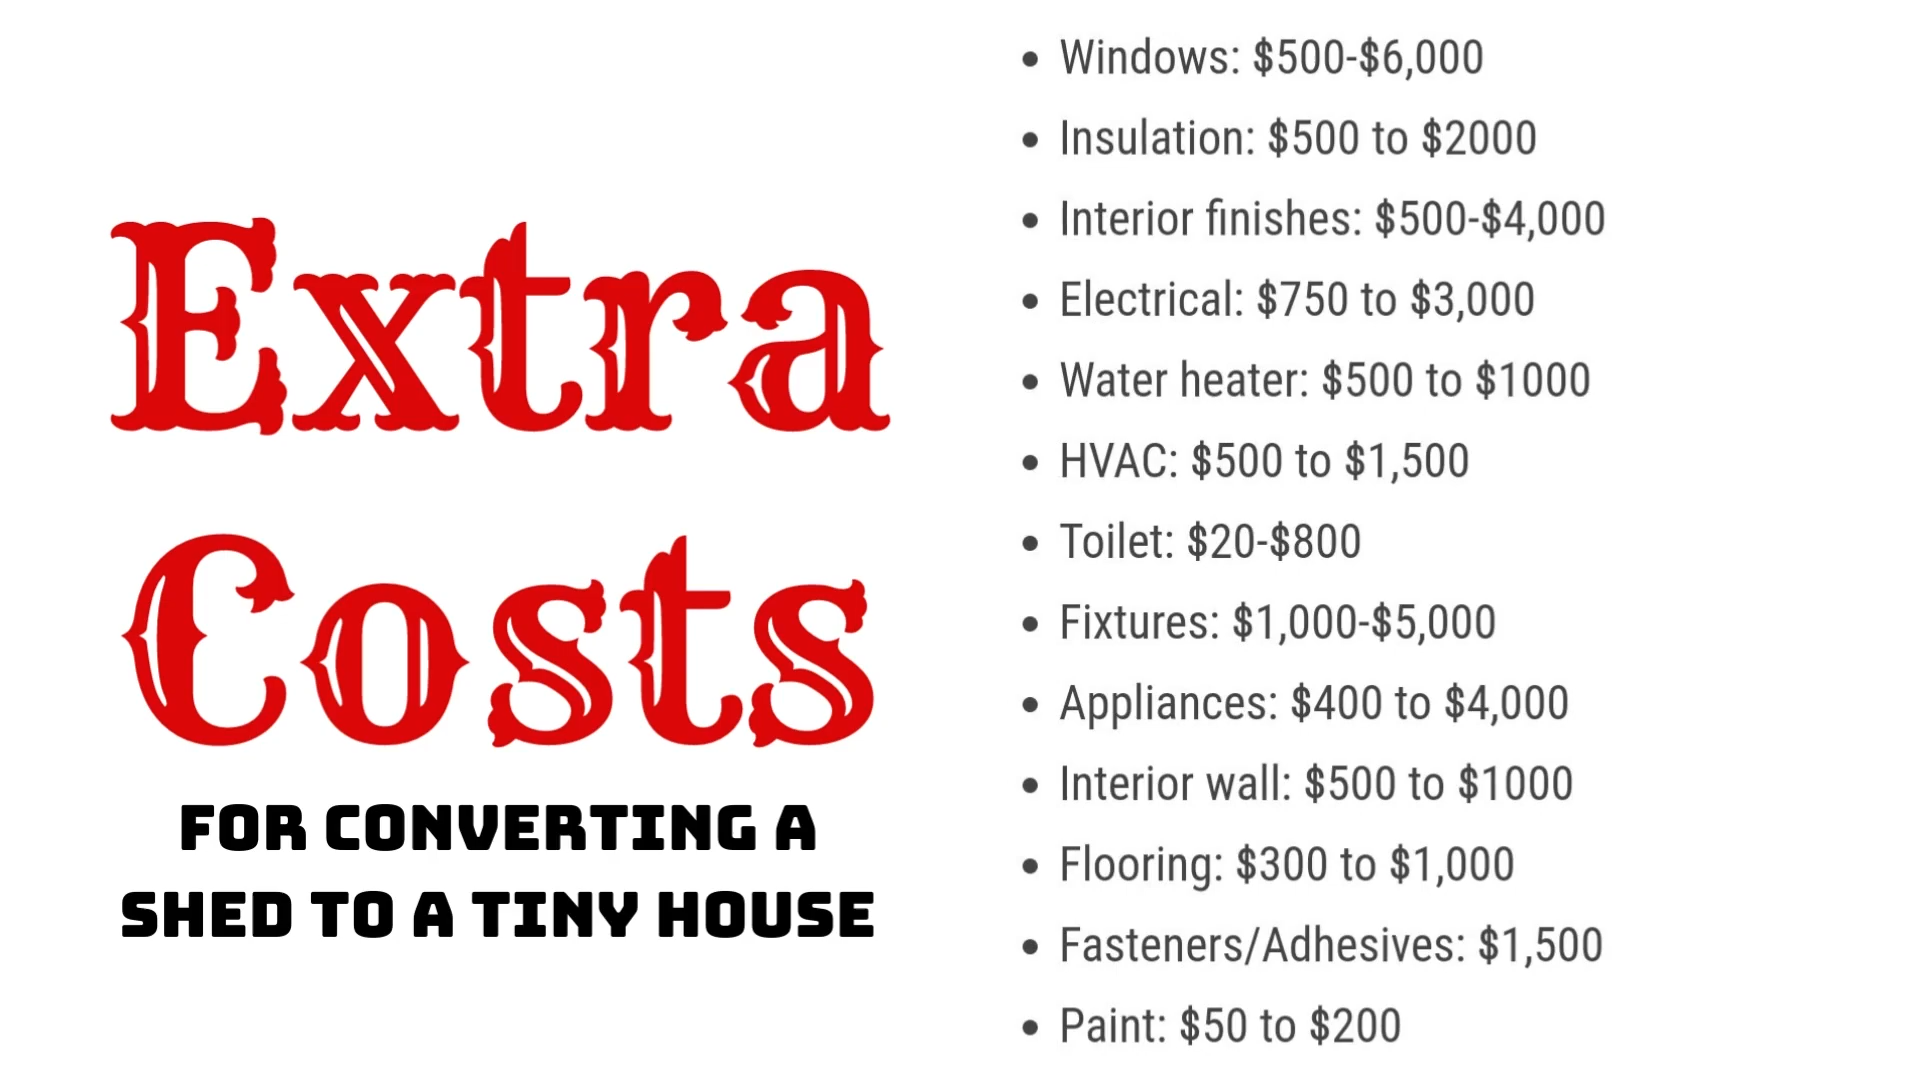 Extra
Costs
FOR CONVERTING A
SHED TO A TINY HOUSE
• Windows: $500-$6,000
• Insulation: $500 to $2000
• Interior finishes: $500-$4,000
• Electrical: $750 to $3,000
• Water heater: $500 to $1000
• HVAC: $500 to $1,500
• Toilet: $20-$800
• Fixtures: $1,000-$5,000
• Appliances: $400 to $4,000
• Interior wall: $500 to $1000
• Flooring: $300 to $1,000
• Fasteners/Adhesives: $1,500
• Paint: $50 to $200